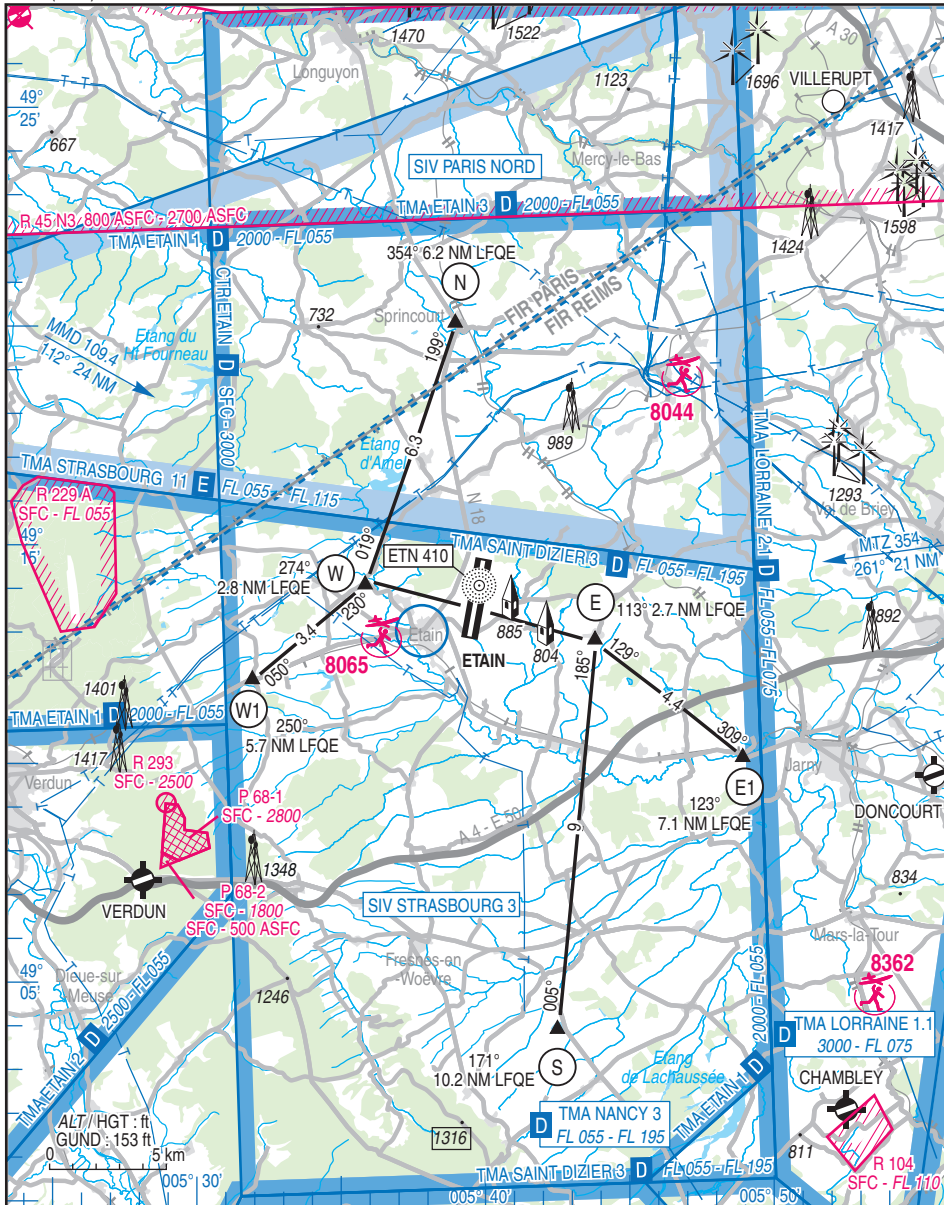 1470
1522
A 30
Longuyon
1123
1696
VILLERUPT
49°
25'
667
1417
SIV PARIS NORD
Mercy-le-Bas
R 45 N3 800 ASFC - 2700 ASFC
TMA ETAIN 3 D 2000 - FL 055
TMA ETAIN 1 D 2000 - FL 055
1424
1598
354° 6.2 NM LFQE
N
FIR PARIS
FIR REIMS
CTR ETAIN D SFC - 3000
732
Spincourt
199°
MMD 109.4
112° 24 NM
Etang du
Ht Fourneau
8044
989
6.3
Etang
d'Amel
N 18
TMA LORRAINE 2.1 D FL 055 - FL 075
1293
Val de Briey
TMA STRASBOURG 11 E FL 055 - FL 115
R 229 A
SFC - FL 055
49°
15'
019°
ETN 410
TMA SAINT DIZIER 3 D FL 055 - 195
MTZ 354
261° 21 NM
274°
2.8 NM LFQE
W
230°
E
113° 2.7 NM LFQE
892
885
804
3.4
8065
Etain
ETAIN
185°
129°
050°
1401
W1
4.4
TMA ETAIN 1 D 2000 - FL 055
250°
5.7 NM LFQE
309°
1417
Verdun
R 293
SFC - 2500
Jarny
E1
P 68-1
SFC - 2800
123°
7.1 NM LFQE
DONCOURT
A 4 - E 50
9
1348
VERDUN
P 68-2
SFC - 1800
SFC - 500 ASFC
SIV STRASBOURG 3
834
Mars-la-Tour
Fresnes-en
-Woëvre
8362
49°
05'
Dieue-sur
-Meuse
1246
005°
2000 - FL 055
TMA ETAIN 2 D 2500 - FL 055
D TMA LORRAINE 1.1
3000 - FL 075
171°
10.2 NM LFQE
S
Etang
de Lachaussée
TMA ETAIN 1 D
CHAMBLEY
D TMA NANCY 3
FL 055 - FL 195
ALT / HGT : ft
GUND : 153 ft
1316
811
0 5 km
R 104
SFC - FL 110
TMA SAINT DIZIER 3 D FL 055 - FL 195
005° 30'
005° 40'
005° 50'